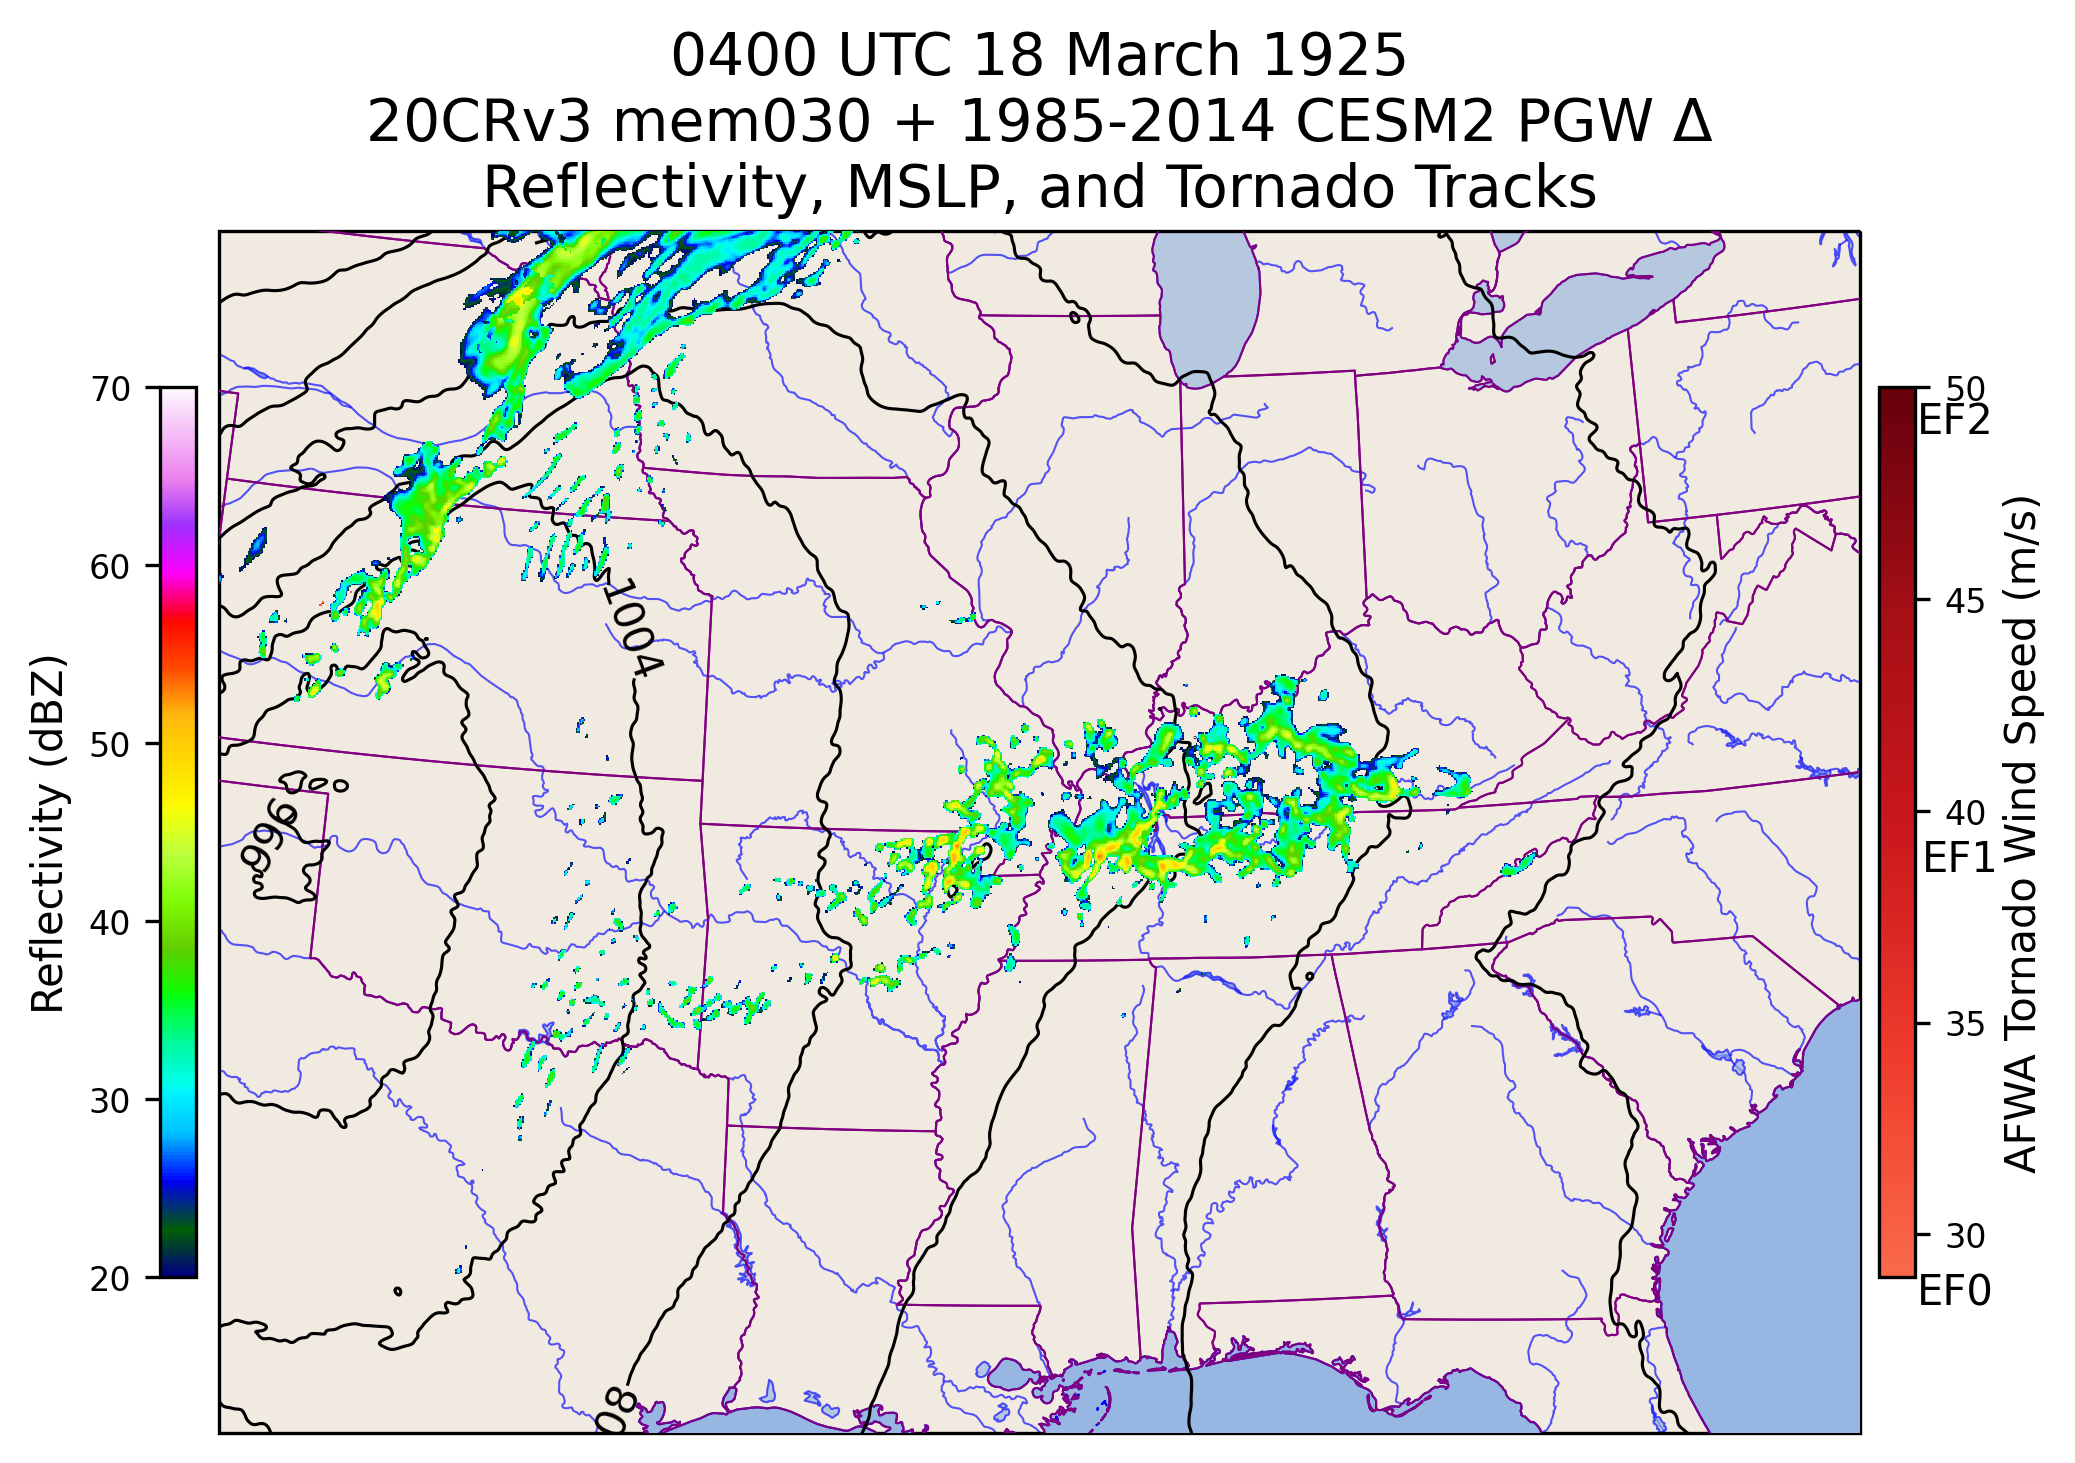 0400 UTC 18 March 1925
20CRv3 mem030 + 1985-2014 CESM2 PGW Δ
Reflectivity, MSLP, and Tornado Tracks
70
60
50
40
30
20
Reflectivity (dBZ)
1004
996
50
EF2
45
40
EF1
35
30
EF0
AFWA Tornado Wind Speed (m/s)